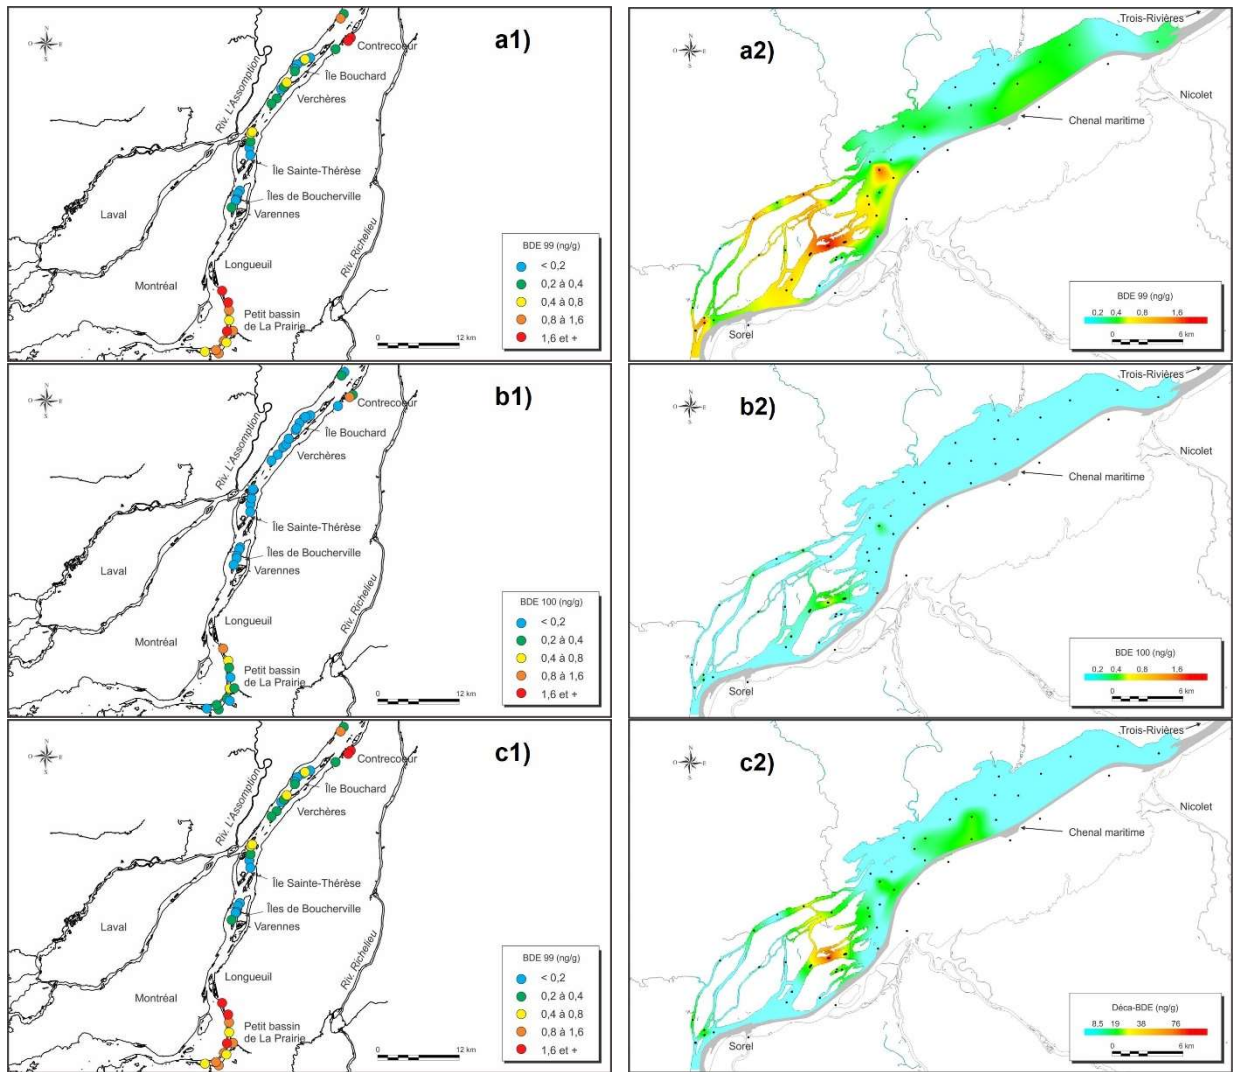 a1)
N
O
E
S
Riv. L'Assomption
Contrecoeur
Île Bouchard
Verchères
Île Sainte-Thérèse
Îles de Boucherville
Varennes
Laval
Riv. Richelieu
Longueuil
Montréal
Petit bassin
de La Prairie
0
12 km
BDE 99 (ng/g)
< 0,2
0,2 à 0,4
0,4 à 0,8
0,8 à 1,6
1,6 et +
a2)
N
O
E
S
Trois-Rivières
Nicolet
Chenal maritime
Sorel
BDE 99 (ng/g)
0.2 0.4 0.8 1.6
0
6 km
b1)
N
O
E
S
Riv. L'Assomption
Contrecoeur
Île Bouchard
Verchères
Île Sainte-Thérèse
Îles de Boucherville
Varennes
Laval
Riv. Richelieu
Longueuil
Montréal
Petit bassin
de La Prairie
0
12 km
BDE 100 (ng/g)
< 0,2
0,2 à 0,4
0,4 à 0,8
0,8 à 1,6
1,6 et +
b2)
N
O
E
S
Trois-Rivières
Nicolet
Chenal maritime
Sorel
BDE 100 (ng/g)
0.2 0.4 0.8 1.6
0
6 km
c1)
N
O
E
S
Riv. L'Assomption
Contrecoeur
Île Bouchard
Verchères
Île Sainte-Thérèse
Îles de Boucherville
Varennes
Laval
Riv. Richelieu
Longueuil
Montréal
Petit bassin
de La Prairie
0
12 km
BDE 99 (ng/g)
< 0,2
0,2 à 0,4
0,4 à 0,8
0,8 à 1,6
1,6 et +
c2)
N
O
E
S
Trois-Rivières
Nicolet
Chenal maritime
Sorel
Déca-BDE (ng/g)
8.5 19 38 76
0
6 km